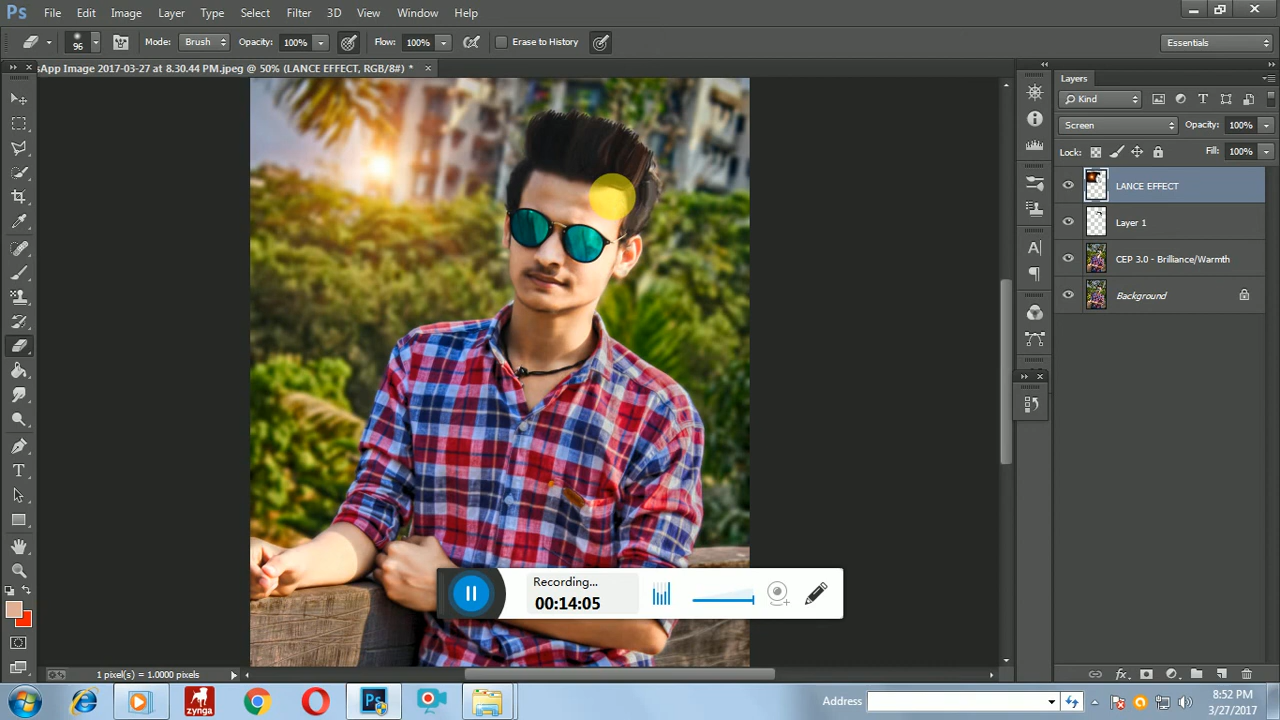 Ps File Edit Image Layer Type Select Filter 3D View Window Help
96 Mode: Brush Opacity: 100% Flow: 100% Erase to History Essentials
sApp Image 2017-03-27 at 8.30.44 PM.jpeg @ 50% (LANCE EFFECT, RGB/8#) * ×
Layers
Kind
Screen Opacity: 100%
Lock: Fill: 100%
LANCE EFFECT
Layer 1
CEP 3.0 - Brilliance/Warmth
Background
Recording...
00:14:05
1 pixel(s) = 1.0000 pixels
zynga Ps Address
8:52 PM
3/27/2017